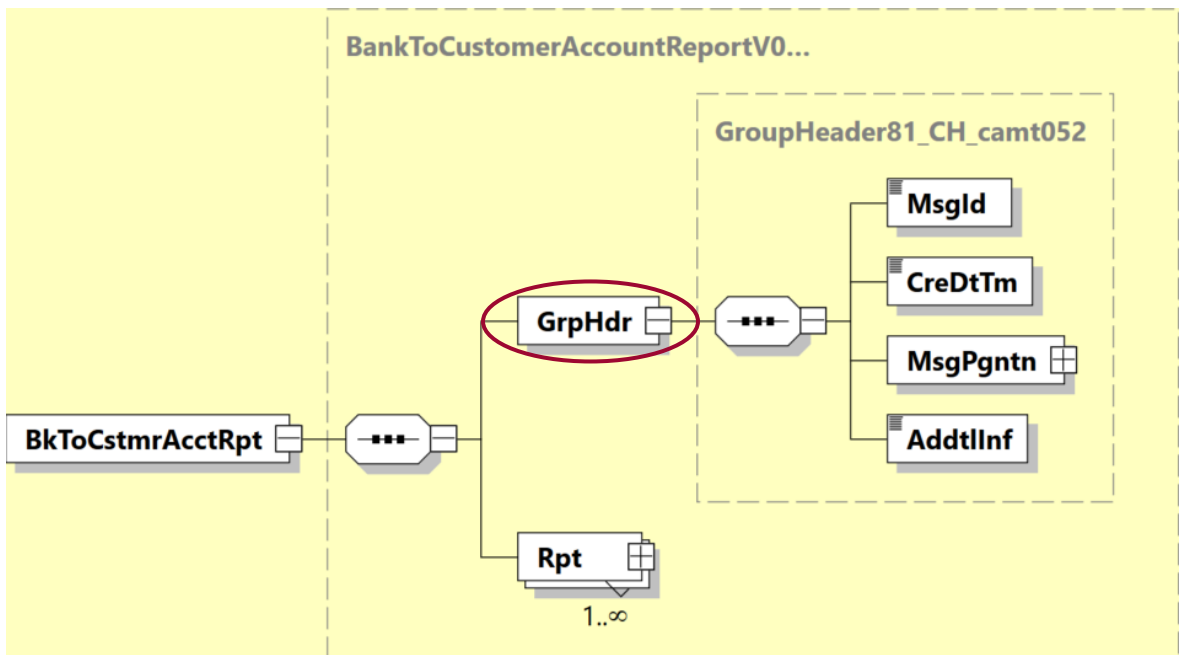 BankToCustomerAccountReportV0...
GroupHeader81_CH_camt052
MsgId
CreDtTm
GrpHdr
MsgPgntn
BkToCstmrAcctRpt
AddtlInf
Rpt
1..∞